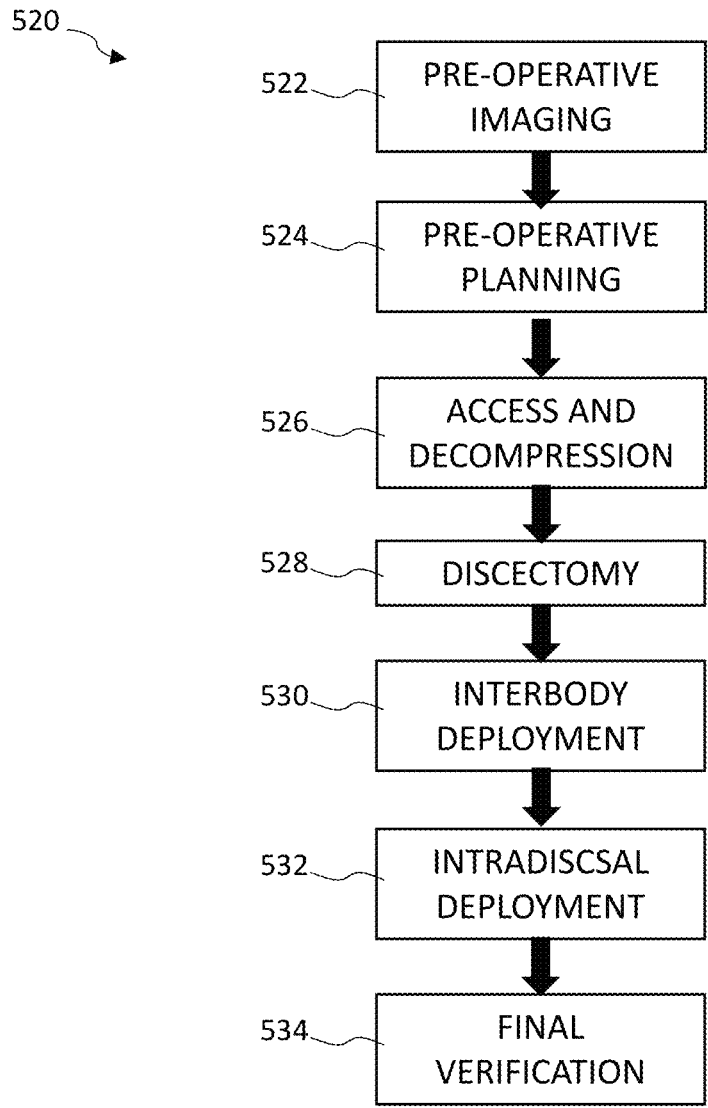 520
522
PRE-OPERATIVE
IMAGING
524
PRE-OPERATIVE
PLANNING
526
ACCESS AND
DECOMPRESSION
528
DISCECTOMY
530
INTERBODY
DEPLOYMENT
532
INTRADISCSAL
DEPLOYMENT
534
FINAL
VERIFICATION